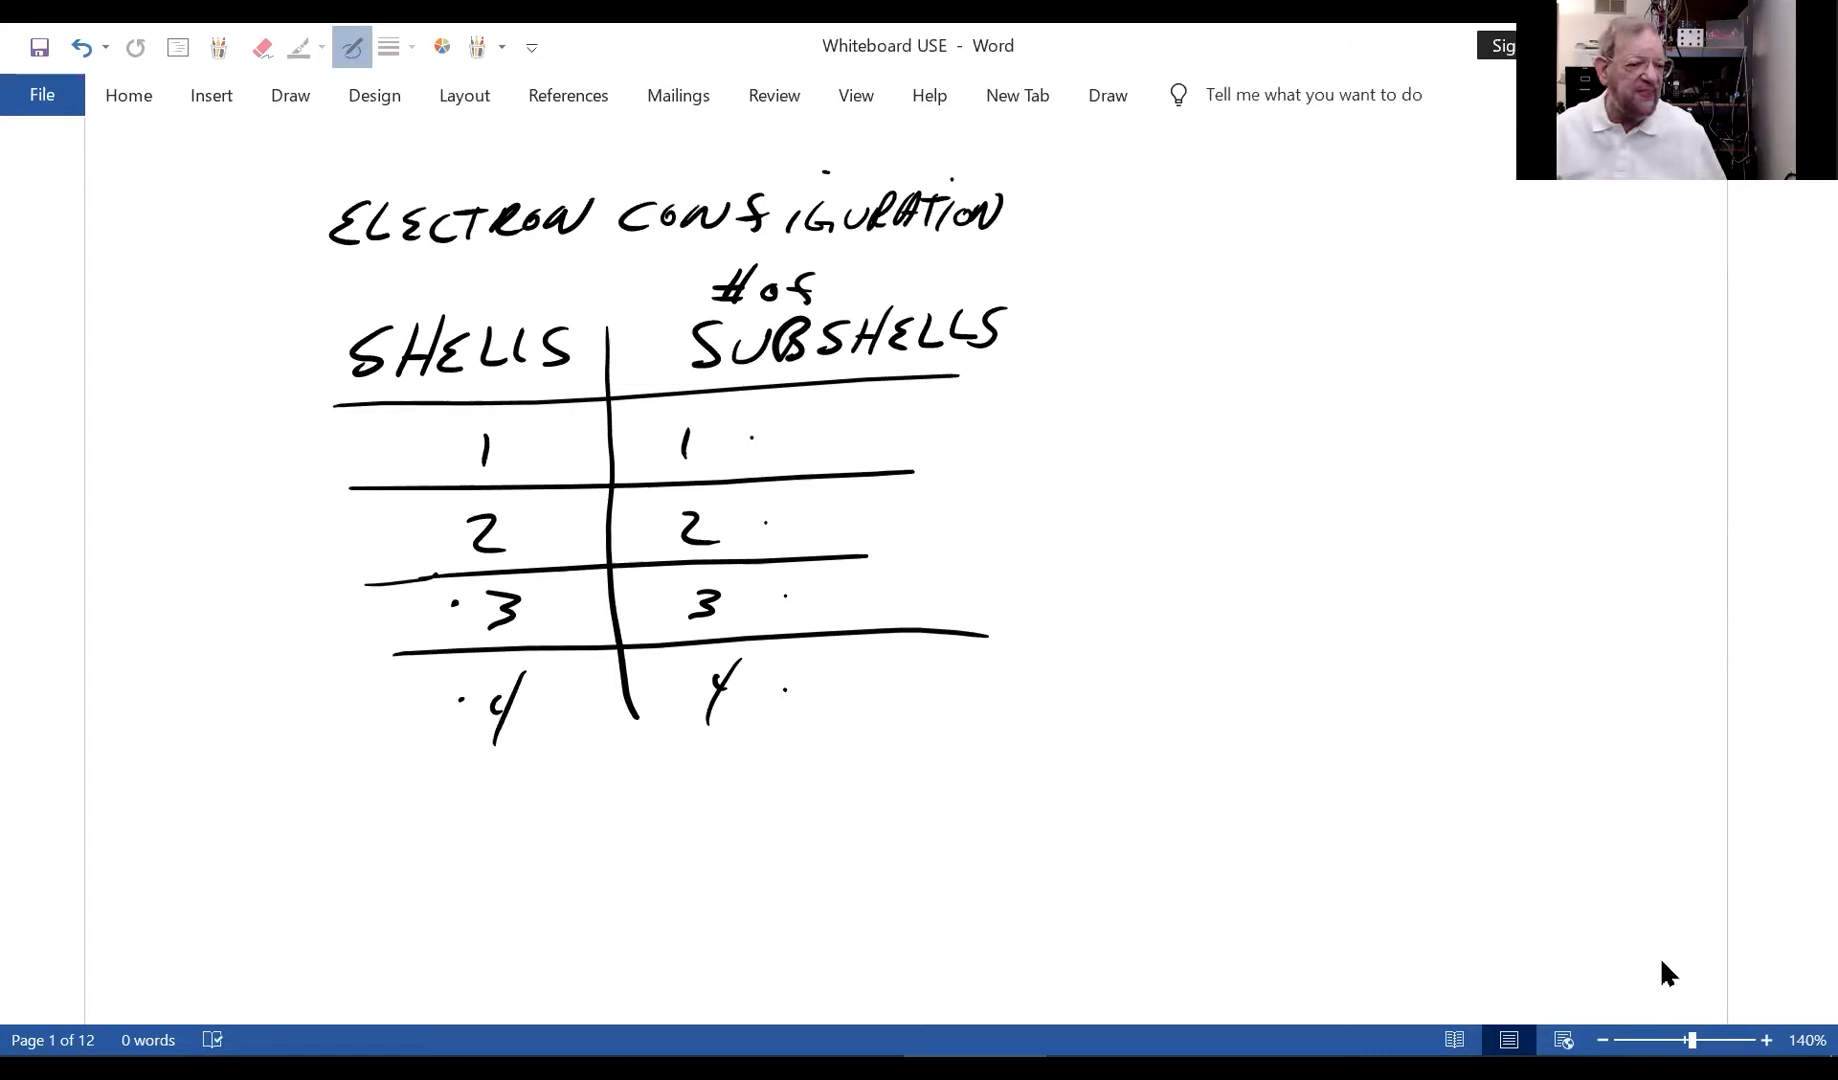 Whiteboard USE - Word
Sig
File Home Insert Draw Design Layout References Mailings Review View Help New Tab Draw Tell me what you want to do
ELECTRON CONfiGURATiON
# of
SHELLS SUBSHELLS
1 1
2 2
3 3
4 4
Page 1 of 12 0 words 140%